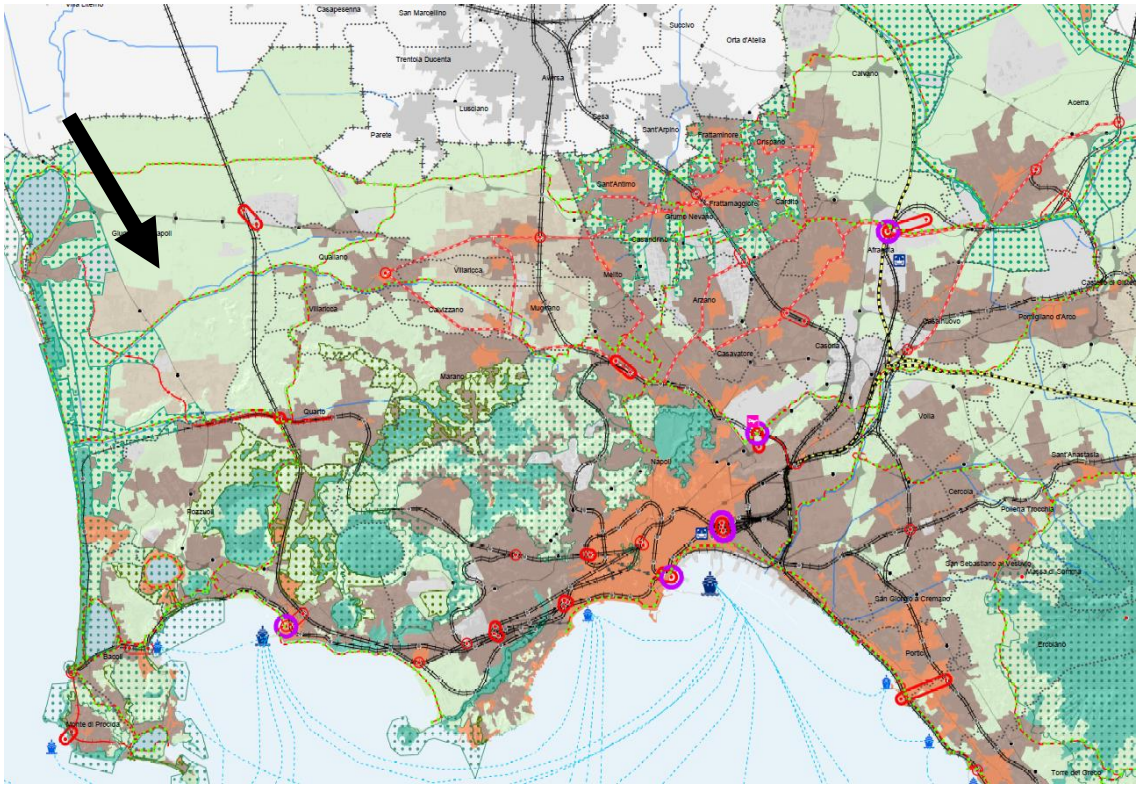 Villa Literno
Casapesenna
San Marcellino
Succivo
Orta d'Atella
Trentola Ducenta
Aversa
Caivano
Lusciano
Cesa
Acerra
Parete
Sant'Arpino
Frattaminore
Crispano
Sant'Antimo
Frattamaggiore
Cardito
Grumo Nevano
Casandrino
Qualiano
Villaricca
Melito
Afragola
Arzano
Villaricca
Calvizzano
Mugnano
Casalnuovo
Pomigliano d'Arco
Casoria
Casavatore
Marano
Quarto
Volla
Napoli
Sant'Anastasia
Cercola
Pollena Trocchia
Pozzuoli
San Sebastiano al Vesuvio
Massa di Somma
San Giorgio a Cremano
Ercolano
Portici
Bacoli
Monte di Procida
Torre del Greco